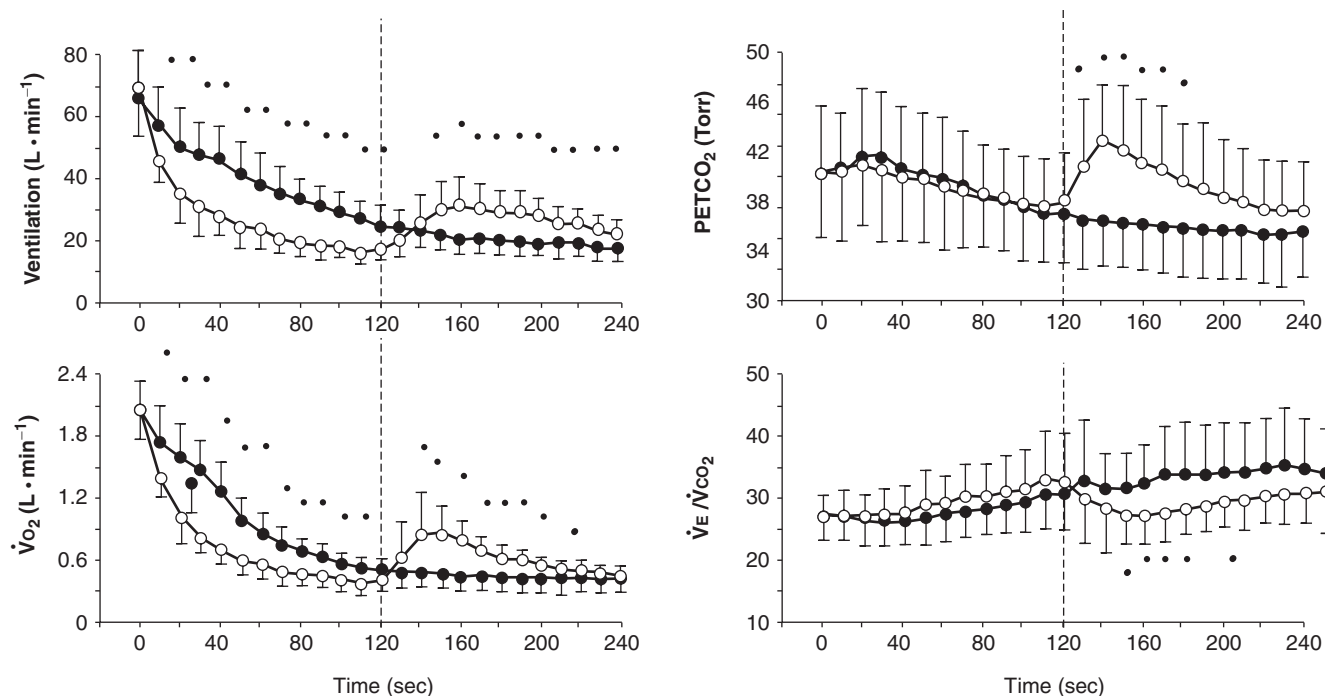 Ventilation (L • min⁻¹)
80
60
40
20
0
0 40 80 120 160 200 240
PETCO₂ (Torr)
50
46
42
38
34
30
0 40 80 120 160 200 240
V̇O₂ (L • min⁻¹)
2.4
1.8
1.2
0.6
0
0 40 80 120 160 200 240
Time (sec)
V̇E /V̇CO₂
50
40
30
20
10
0 40 80 120 160 200 240
Time (sec)